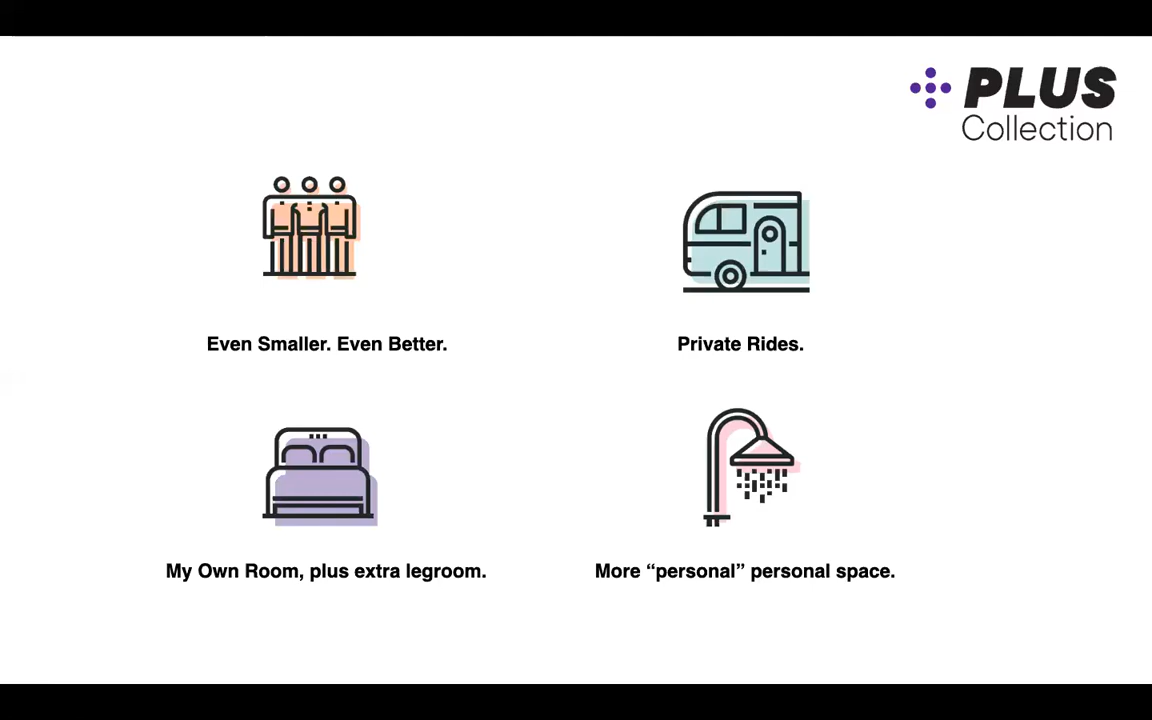 PLUS
Collection
Even Smaller. Even Better.
Private Rides.
My Own Room, plus extra legroom.
More “personal” personal space.